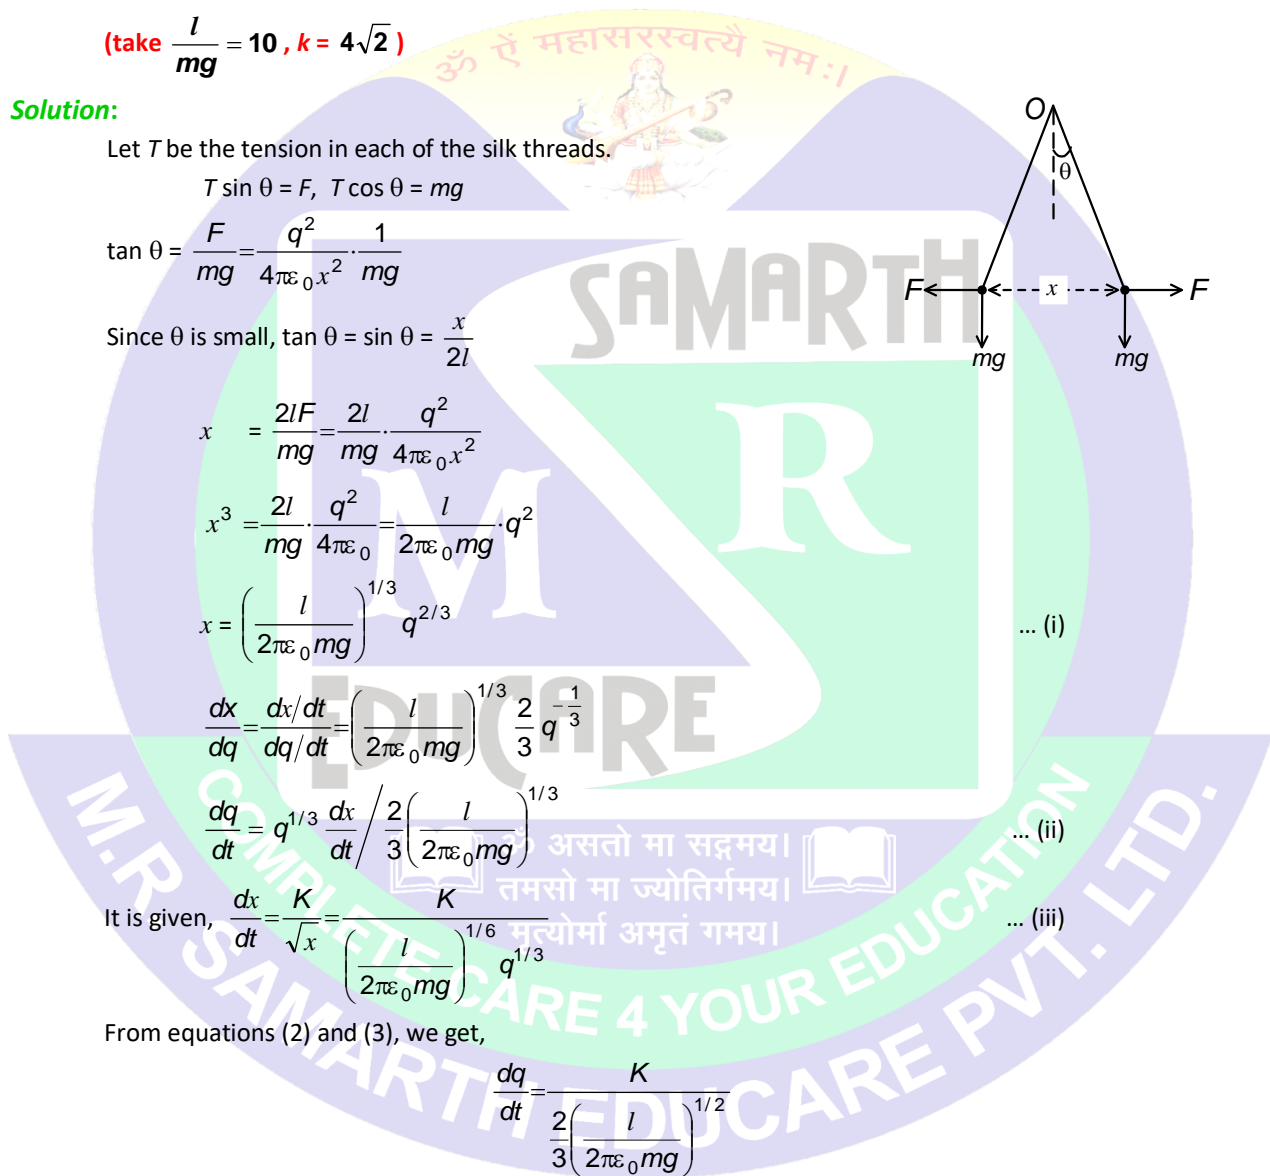 (take l/mg = 10 , k = 4√2 )
ॐ ऐं महासरस्वत्यै नमः।
Solution:
Let T be the tension in each of the silk threads.
T sin θ = F, T cos θ = mg
tan θ = F/mg = q²/(4πε₀x²) · 1/mg
Since θ is small, tan θ = sin θ = x/2l
O
θ
F
x
F
mg
mg
SAMARTH
x = 2lF/mg = 2l/mg · q²/(4πε₀x²)
x³ = 2l/mg · q²/(4πε₀) = l/(2πε₀mg) · q²
M
R
x = (l/(2πε₀mg))^(1/3) q^(2/3) ... (i)
EDUCARE
dx/dq = (dx/dt)/(dq/dt) = (l/(2πε₀mg))^(1/3) 2/3 q^(-1/3)
dq/dt = q^(1/3) dx/dt / 2/3 (l/(2πε₀mg))^(1/3) ... (ii)
ॐ असतो मा सद्गमय।
तमसो मा ज्योतिर्गमय।
मृत्योर्मा अमृतं गमय।
It is given, dx/dt = K/√x = K/((l/(2πε₀mg))^(1/6) q^(1/3)) ... (iii)
From equations (2) and (3), we get,
dq/dt = K/(2/3 (l/(2πε₀mg))^(1/2))
COMPLETE CARE 4 YOUR EDUCATION
M.R SAMARTH EDUCARE PVT. LTD.